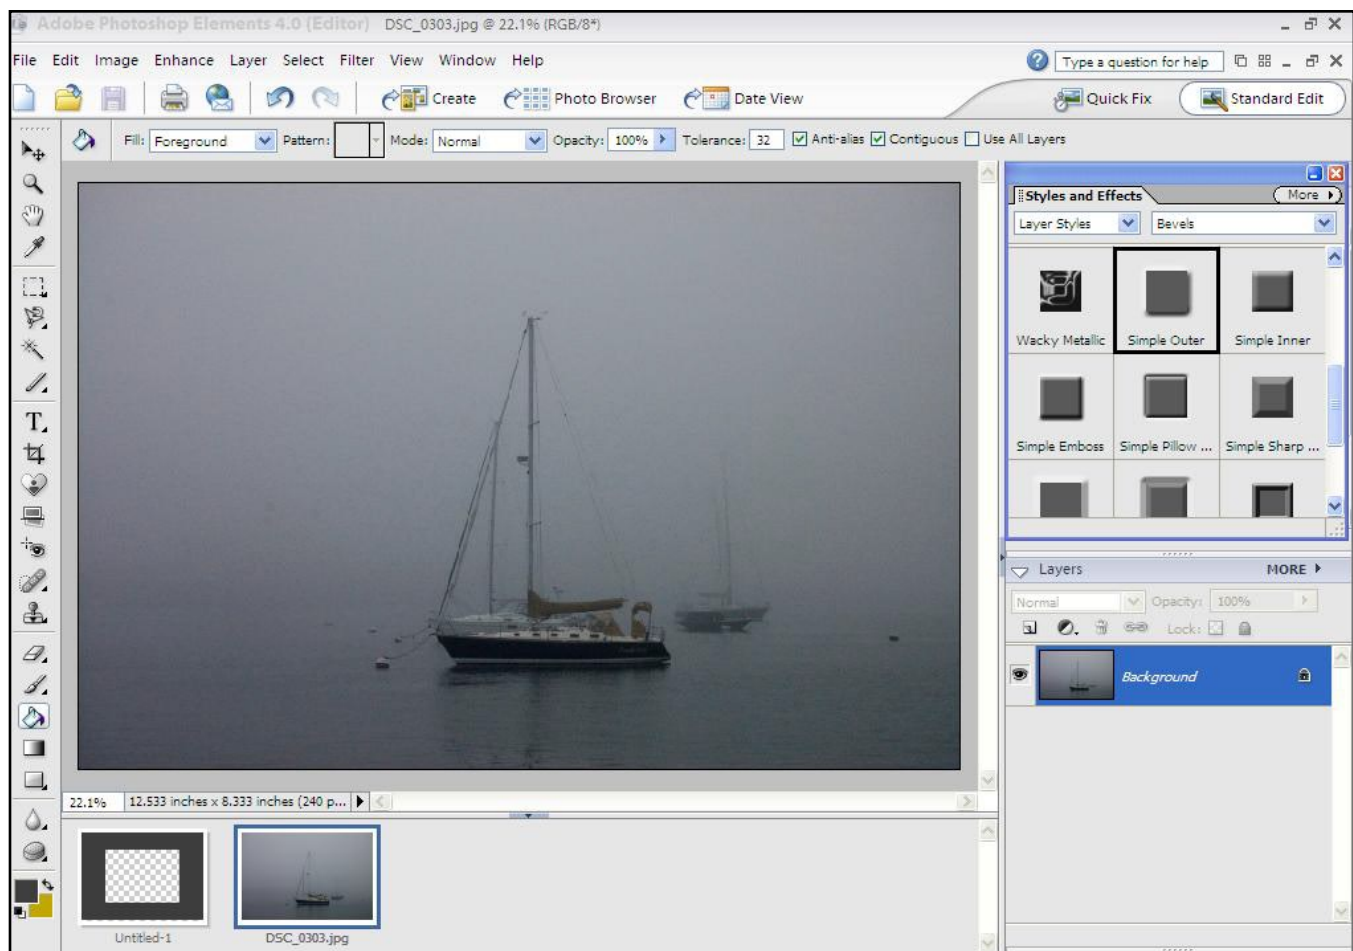 Adobe Photoshop Elements 4.0 (Editor) DSC_0303.jpg @ 22.1% (RGB/8*)
File Edit Image Enhance Layer Select Filter View Window Help
Type a question for help
Create Photo Browser Date View
Quick Fix Standard Edit
Fill: Foreground Pattern: Mode: Normal Opacity: 100% Tolerance: 32 Anti-alias Contiguous Use All Layers
Styles and Effects More
Layer Styles Bevels
Wacky Metallic Simple Outer Simple Inner
Simple Emboss Simple Pillow ... Simple Sharp ...
Layers MORE
Normal Opacity: 100%
Lock:
Background
22.1% 12.533 inches x 8.333 inches (240 p...
Untitled-1 DSC_0303.jpg